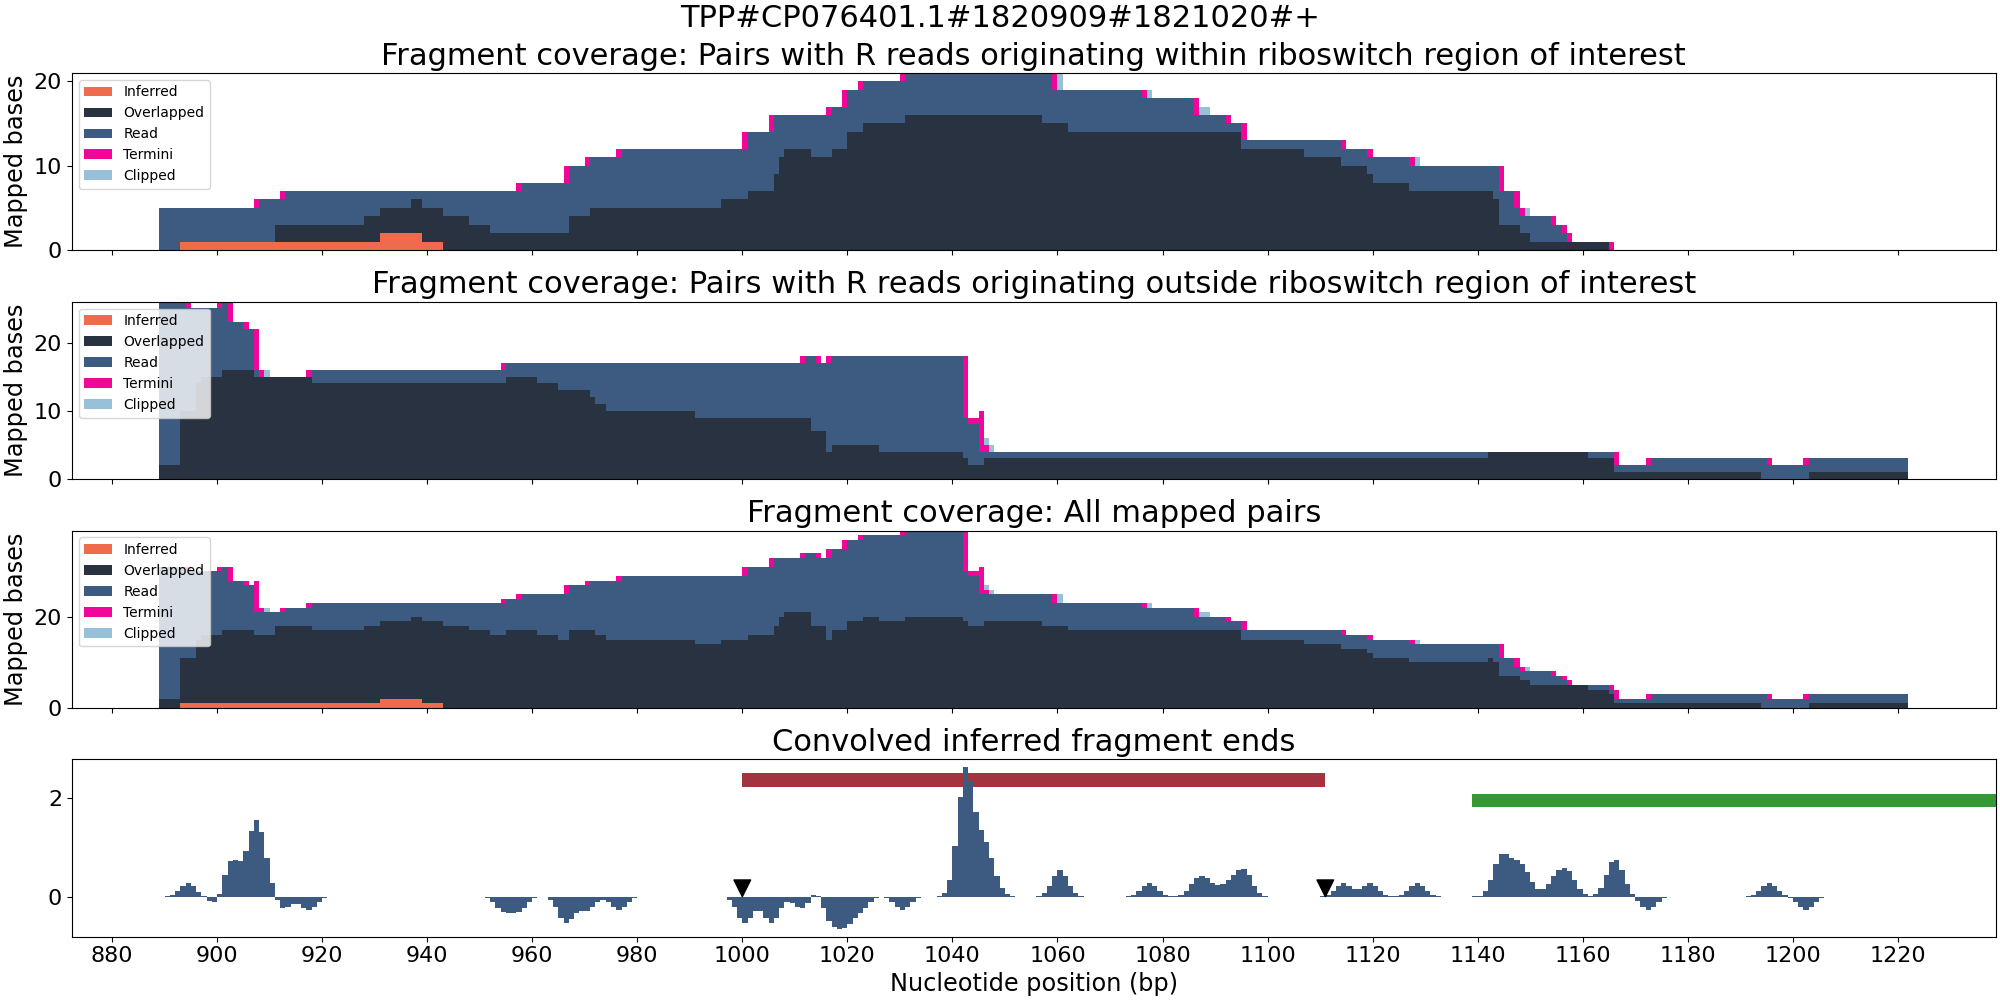 TPP#CP076401.1#1820909#1821020#+
Fragment coverage: Pairs with R reads originating within riboswitch region of interest
Mapped bases
20
10
0
Inferred
Overlapped
Read
Termini
Clipped
Fragment coverage: Pairs with R reads originating outside riboswitch region of interest
Mapped bases
20
10
0
Inferred
Overlapped
Read
Termini
Clipped
Fragment coverage: All mapped pairs
Mapped bases
20
0
Inferred
Overlapped
Read
Termini
Clipped
Convolved inferred fragment ends
2
0
880 900 920 940 960 980 1000 1020 1040 1060 1080 1100 1120 1140 1160 1180 1200 1220
Nucleotide position (bp)